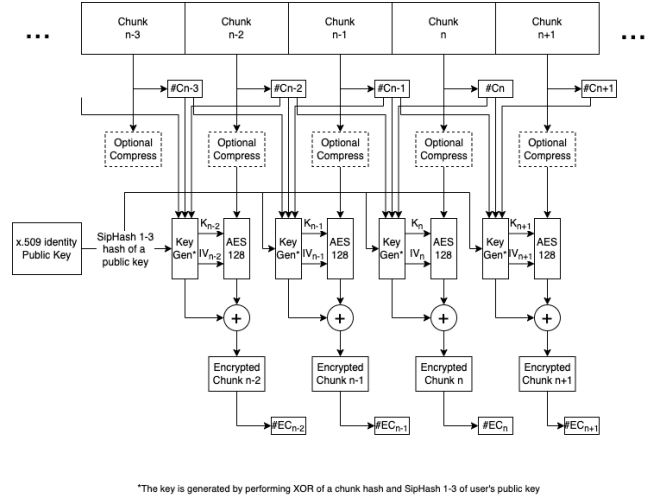 ... Chunk Chunk Chunk Chunk Chunk ...
n-3 n-2 n-1 n n+1
#Cn-3 #Cn-2 #Cn-1 #Cn #Cn+1
Optional Optional Optional Optional Optional
Compress Compress Compress Compress Compress
x.509 identity
Public Key
SipHash 1-3
hash of a
public key
Key
Gen*
Kn-2
IVn-2
AES
128
Key
Gen*
Kn-1
IVn-1
AES
128
Key
Gen*
Kn
IVn
AES
128
Key
Gen*
Kn+1
IVn+1
AES
128
+ + + +
Encrypted Encrypted Encrypted Encrypted
Chunk n-2 Chunk n-1 Chunk n Chunk n+1
#ECn-2 #ECn-1 #ECn #ECn+1
*The key is generated by performing XOR of a chunk hash and SipHash 1-3 of user's public key